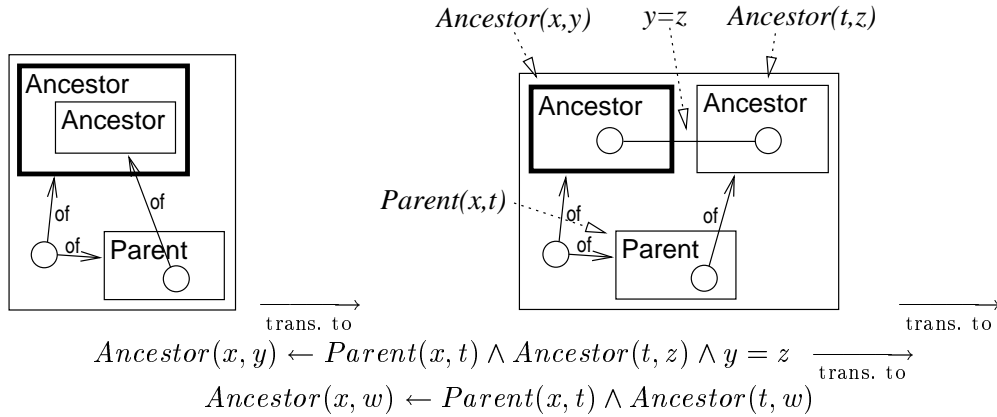 Ancestor(x,y) y=z Ancestor(t,z)
Ancestor
Ancestor
of
of
of
Parent
trans. to
Ancestor
Ancestor
Parent(x,t)
of
of
of
Parent
trans. to
Ancestor(x, y) ← Parent(x, t) ∧ Ancestor(t, z) ∧ y = z
trans. to
Ancestor(x, w) ← Parent(x, t) ∧ Ancestor(t, w)